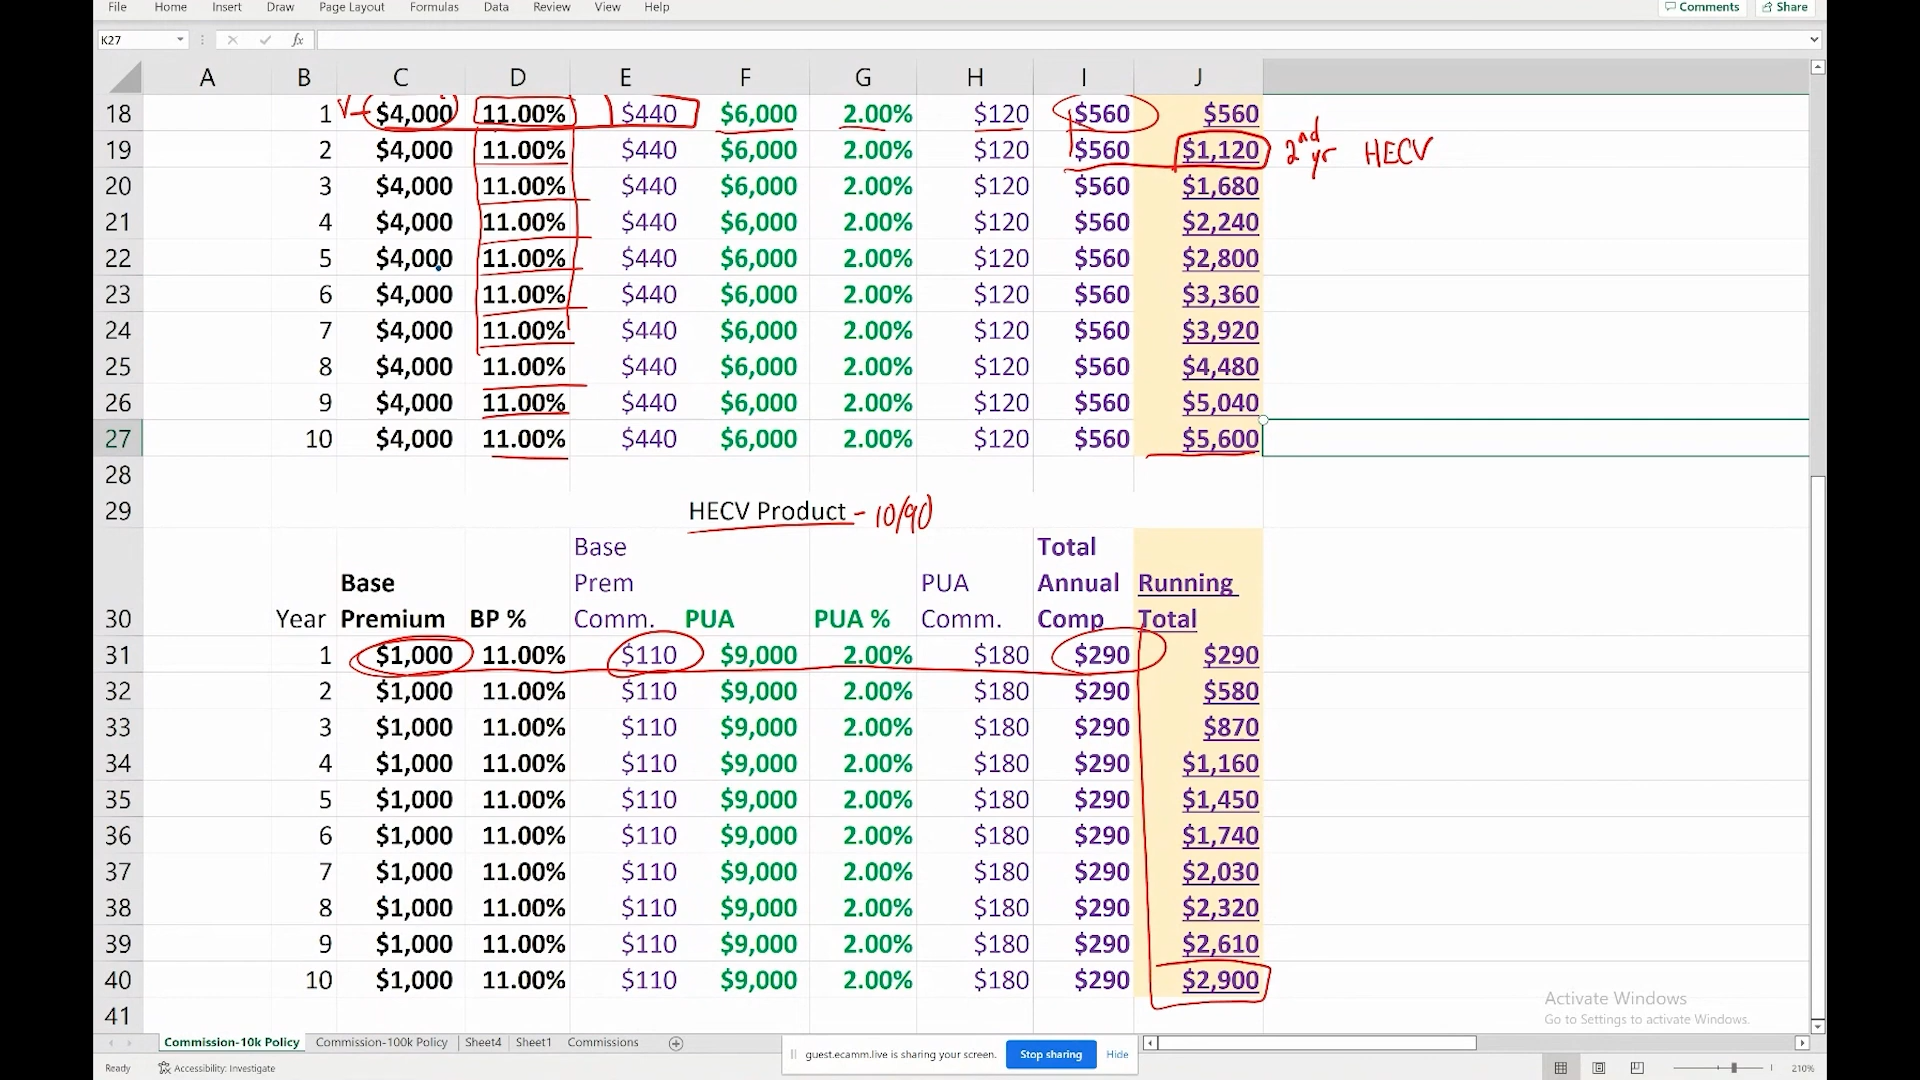 File Home Insert Draw Page Layout Formulas Data Review View Help Comments Share
K27 fx
A B C D E F G H I J
18 1 $4,000 11.00% $440 $6,000 2.00% $120 $560 $560
19 2 $4,000 11.00% $440 $6,000 2.00% $120 $560 $1,120 2nd yr HECV
20 3 $4,000 11.00% $440 $6,000 2.00% $120 $560 $1,680
21 4 $4,000 11.00% $440 $6,000 2.00% $120 $560 $2,240
22 5 $4,000 11.00% $440 $6,000 2.00% $120 $560 $2,800
23 6 $4,000 11.00% $440 $6,000 2.00% $120 $560 $3,360
24 7 $4,000 11.00% $440 $6,000 2.00% $120 $560 $3,920
25 8 $4,000 11.00% $440 $6,000 2.00% $120 $560 $4,480
26 9 $4,000 11.00% $440 $6,000 2.00% $120 $560 $5,040
27 10 $4,000 11.00% $440 $6,000 2.00% $120 $560 $5,600
28
29 HECV Product - 10/90
Base Total
Base Prem PUA Annual Running
30 Year Premium BP % Comm. PUA PUA % Comm. Comp Total
31 1 $1,000 11.00% $110 $9,000 2.00% $180 $290 $290
32 2 $1,000 11.00% $110 $9,000 2.00% $180 $290 $580
33 3 $1,000 11.00% $110 $9,000 2.00% $180 $290 $870
34 4 $1,000 11.00% $110 $9,000 2.00% $180 $290 $1,160
35 5 $1,000 11.00% $110 $9,000 2.00% $180 $290 $1,450
36 6 $1,000 11.00% $110 $9,000 2.00% $180 $290 $1,740
37 7 $1,000 11.00% $110 $9,000 2.00% $180 $290 $2,030
38 8 $1,000 11.00% $110 $9,000 2.00% $180 $290 $2,320
39 9 $1,000 11.00% $110 $9,000 2.00% $180 $290 $2,610
40 10 $1,000 11.00% $110 $9,000 2.00% $180 $290 $2,900
41
Activate Windows
Go to Settings to activate Windows.
Commission-10k Policy Commission-100k Policy Sheet4 Sheet1 Commissions
guest.ecamm.live is sharing your screen. Stop sharing Hide
Ready Accessibility: Investigate 210%